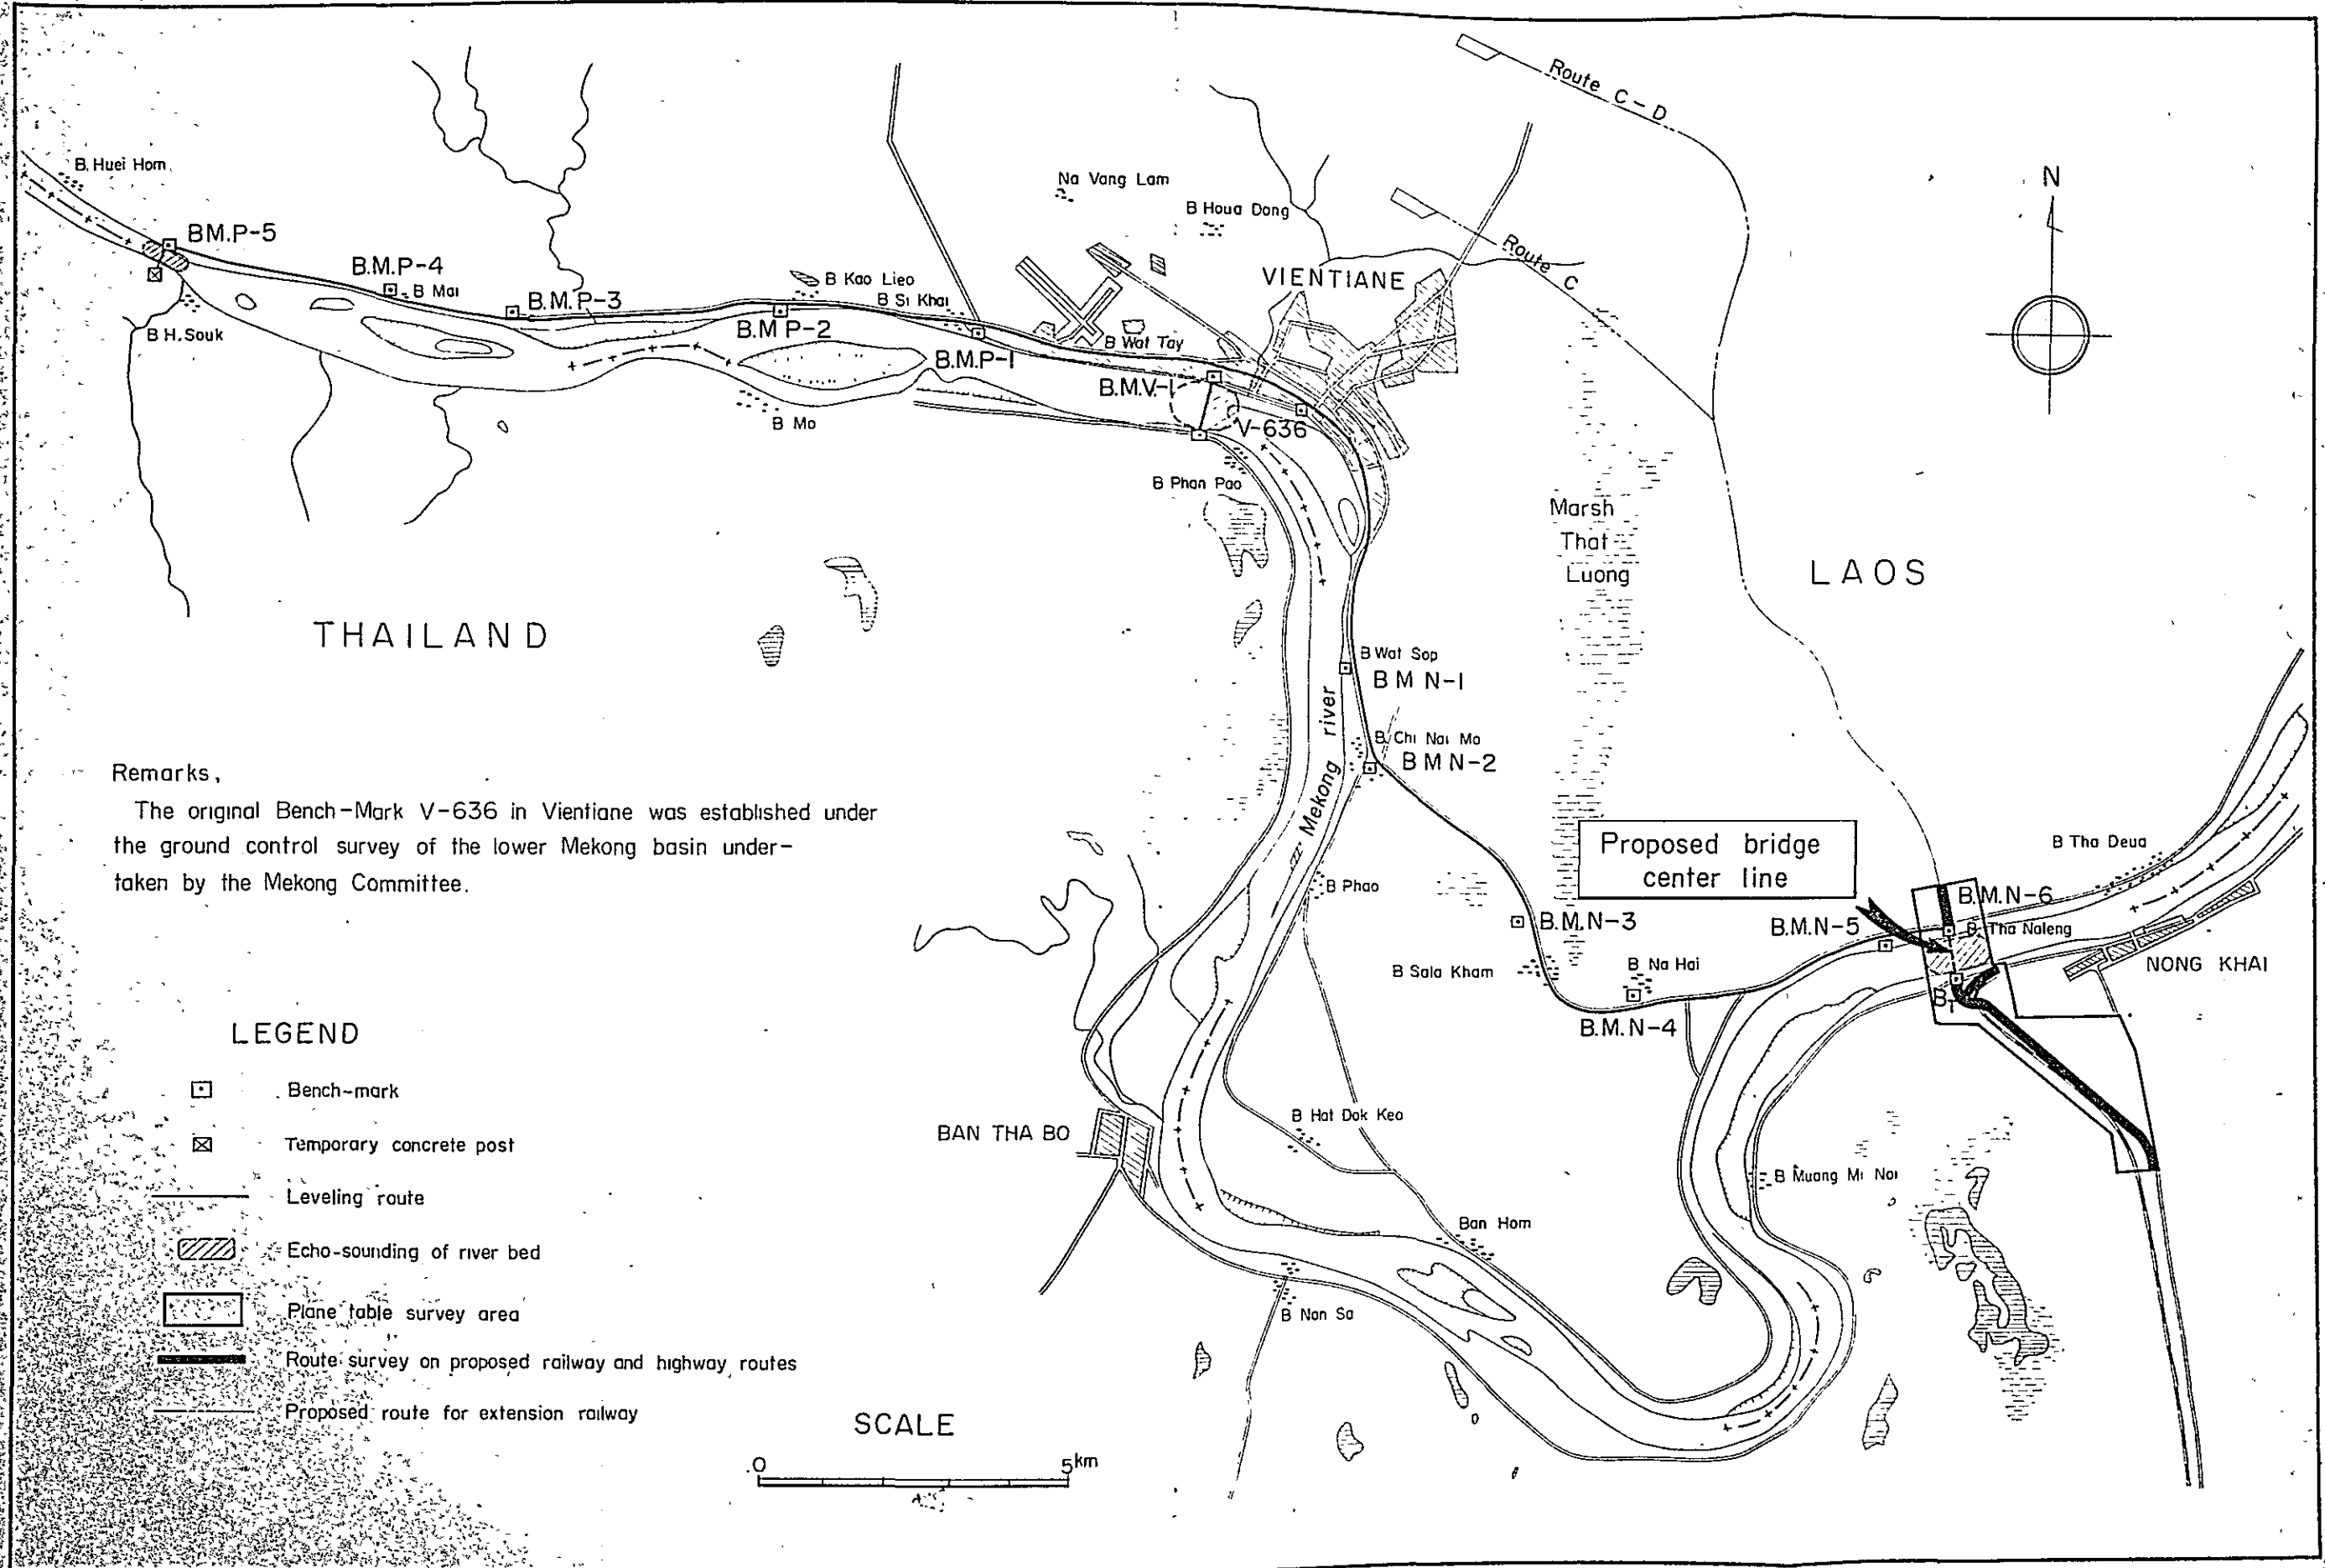 Route C-D
N
B. Huei Hom
Na Vang Lam
B Houa Dong
BM.P-5
Route C
B.M.P-4
B Mai
B Kao Lieo
VIENTIANE
B.M.P-3
B Si Khai
B H.Souk
B.M P-2
B Wat Tay
B.M.P-1
B.M.V.-1
B Mo
V-636
B Phan Pao
Marsh
That
Luong
LAOS
THAILAND
B Wat Sop
B M N-1
Mekong river
B. Chi Nai Mo
B M N-2
Remarks,
The original Bench-Mark V-636 in Vientiane was established under
the ground control survey of the lower Mekong basin under-
taken by the Mekong Committee.
Proposed bridge
center line
B Tha Deua
B Phao
B.M.N-6
B.M.N-3
B.M.N-5
B. Tha Naleng
B Sala Kham
B Na Hai
NONG KHAI
BT
B.M.N-4
LEGEND
Bench-mark
BAN THA BO
B Hat Dok Keo
Temporary concrete post
B Muang Mi Noi
Leveling route
Ban Hom
Echo-sounding of river bed
Plane table survey area
B Non Sa
Route survey on proposed railway and highway routes
Proposed route for extension railway
SCALE
0 5km